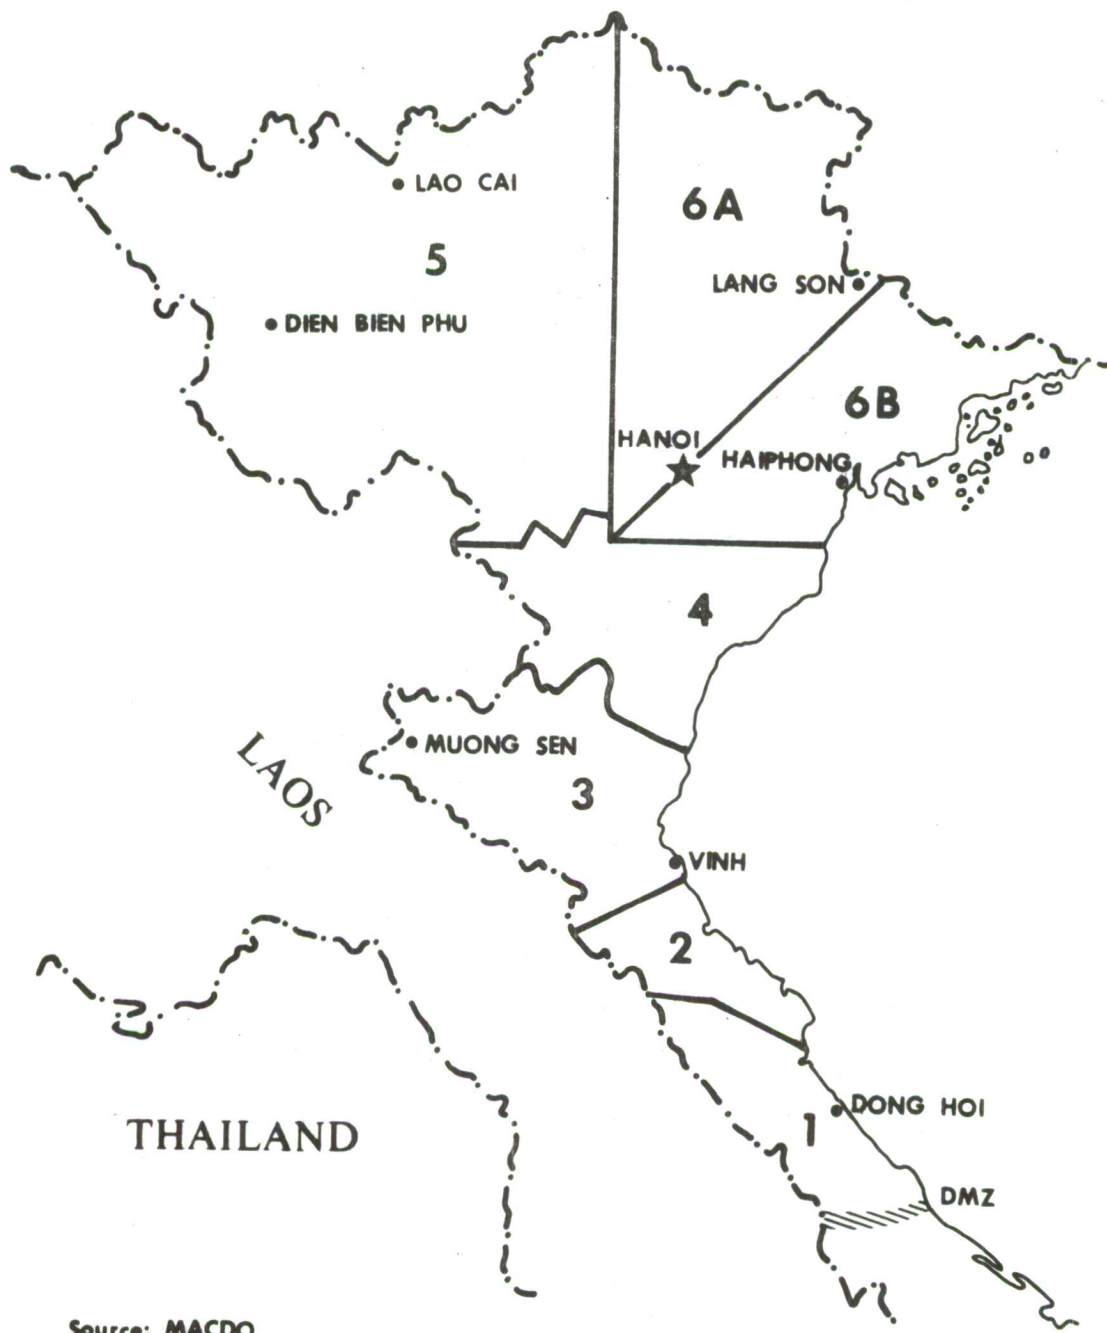 LAO CAI
6A
5
LANG SON
DIEN BIEN PHU
6B
HANOI
HAIPHONG
4
MUONG SEN
LAOS
3
VINH
2
DONG HOI
1
THAILAND
DMZ
Source: MACDO